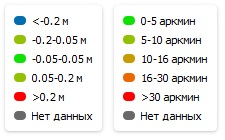 <-0.2 м
-0.2-0.05 м
-0.05-0.05 м
0.05-0.2 м
>0.2 м
Нет данных
0-5 аркмин
5-10 аркмин
10-16 аркмин
16-30 аркмин
>30 аркмин
Нет данных